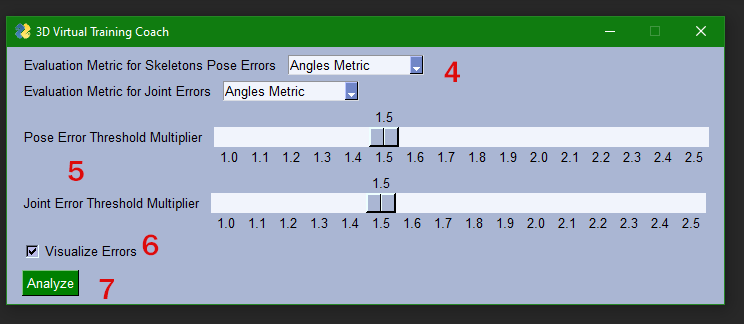 3D Virtual Training Coach
Evaluation Metric for Skeletons Pose Errors Angles Metric 4
Evaluation Metric for Joint Errors Angles Metric
1.5
Pose Error Threshold Multiplier
1.0 1.1 1.2 1.3 1.4 1.5 1.6 1.7 1.8 1.9 2.0 2.1 2.2 2.3 2.4 2.5
5
1.5
Joint Error Threshold Multiplier
1.0 1.1 1.2 1.3 1.4 1.5 1.6 1.7 1.8 1.9 2.0 2.1 2.2 2.3 2.4 2.5
Visualize Errors 6
Analyze 7